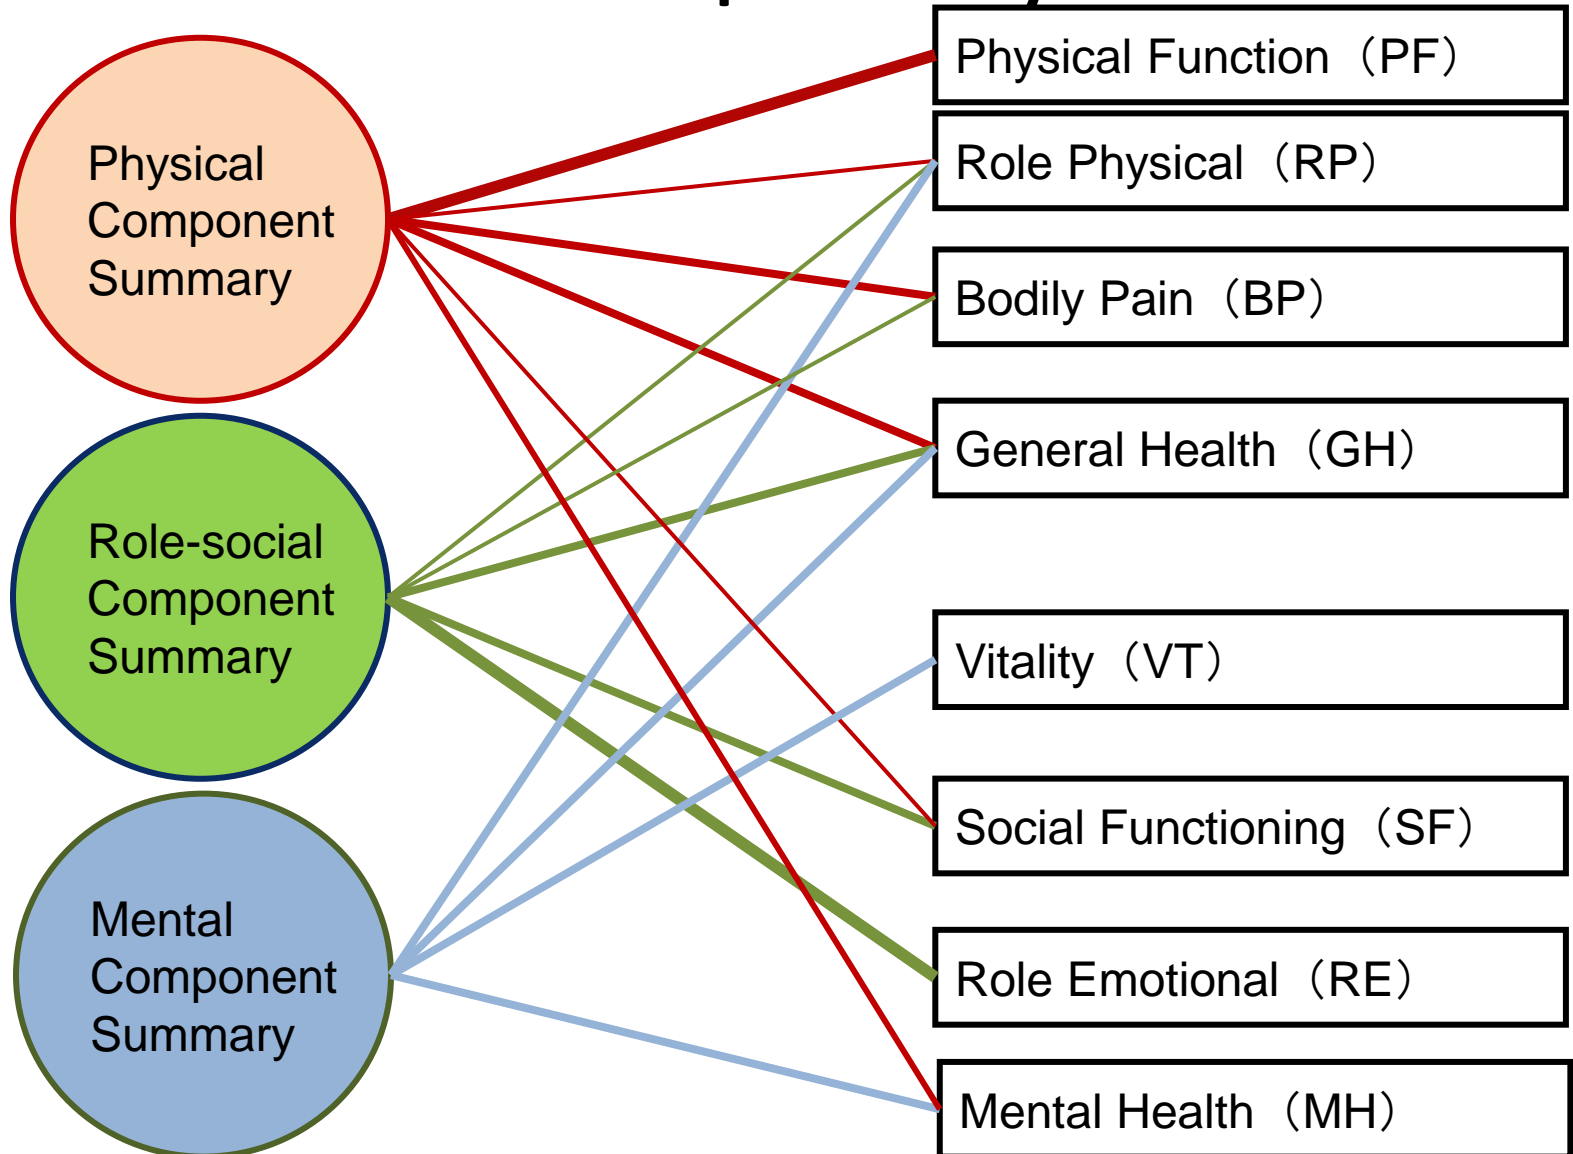 Physical Function（PF）
Role Physical（RP）
Bodily Pain（BP）
General Health（GH）
Vitality（VT）
Social Functioning（SF）
Role Emotional（RE）
Mental Health（MH）
Physical
Component
Summary
Role-social
Component
Summary
Mental
Component
Summary